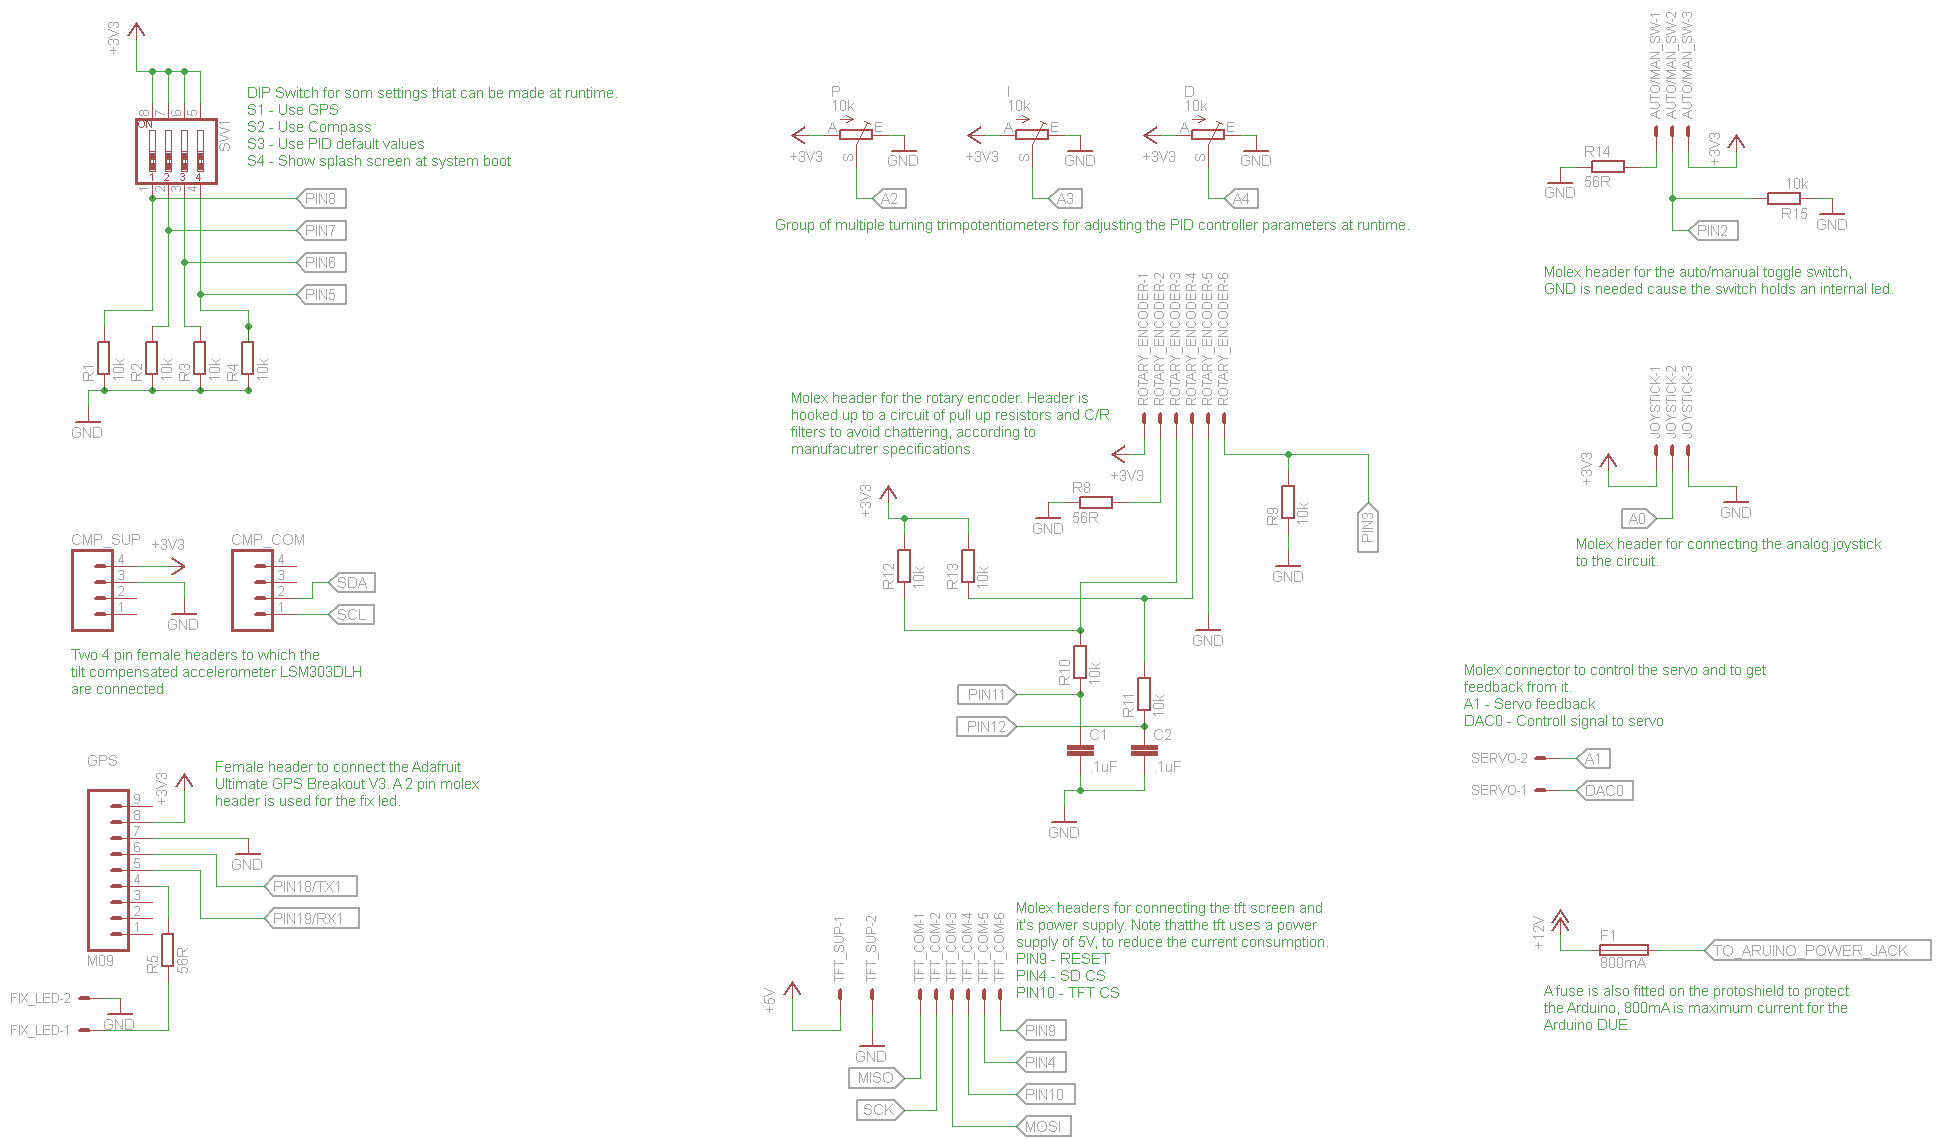 +3V3
DIP Switch for som settings that can be made at runtime.
S1 - Use GPS
S2 - Use Compass
S3 - Use PID default values
S4 - Show splash screen at system boot
8 7 6 5
ON
SW1
1 2 3 4
1 2 3 4
PIN8
PIN7
PIN6
PIN5
R1 10k
R2 10k
R3 10k
R4 10k
GND
P
10k
A E
S
+3V3
GND
A2
I
10k
A E
S
+3V3
GND
A3
D
10k
A E
S
+3V3
GND
A4
Group of multiple turning trimpotentiometers for adjusting the PID controller parameters at runtime.
AUTO/MAN_SW-1
AUTO/MAN_SW-2
AUTO/MAN_SW-3
R14
56R
GND
+3V3
10k
R15
GND
PIN2
Molex header for the auto/manual toggle switch,
GND is needed cause the switch holds an internal led.
ROTARY_ENCODER-1
ROTARY_ENCODER-2
ROTARY_ENCODER-3
ROTARY_ENCODER-4
ROTARY_ENCODER-5
ROTARY_ENCODER-6
Molex header for the rotary encoder. Header is
hooked up to a circuit of pull up resistors and C/R
filters to avoid chattering, according to
manufacutrer specifications.
+3V3
R8
56R
GND
+3V3
R12 10k
R13 10k
R9 10k
GND
PIN3
GND
R10 10k
R11 10k
PIN11
PIN12
C1
.1uF
C2
.1uF
GND
JOYSTICK-1
JOYSTICK-2
JOYSTICK-3
+3V3
A0
GND
Molex header for connecting the analog joystick
to the circuit.
CMP_SUP
4
3
2
1
+3V3
GND
CMP_COM
4
3
2
1
SDA
SCL
Two 4 pin female headers to which the
tilt compensated accelerometer LSM303DLH
are connected.
Molex connector to control the servo and to get
feedback from it.
A1 - Servo feedback
DAC0 - Controll signal to servo
SERVO-2
A1
SERVO-1
DAC0
GPS
+3V3
Female header to connect the Adafruit
Ultimate GPS Breakout V3. A 2 pin molex
header is used for the fix led.
9
8
7
6
5
4
3
2
1
M09
GND
PIN18/TX1
PIN19/RX1
R5 56R
FIX_LED-2
GND
FIX_LED-1
TFT_SUP-1
TFT_SUP-2
TFT_COM-1
TFT_COM-2
TFT_COM-3
TFT_COM-4
TFT_COM-5
TFT_COM-6
Molex headers for connecting the tft screen and
it's power supply. Note thatthe tft uses a power
supply of 5V, to reduce the current consumption.
PIN9 - RESET
PIN4 - SD CS
PIN10 - TFT CS
+5V
GND
MISO
SCK
PIN9
PIN4
PIN10
MOSI
+12V
F1
800mA
TO_ARUINO_POWER_JACK
A fuse is also fitted on the protoshield to protect
the Arduino, 800mA is maximum current for the
Arduino DUE.